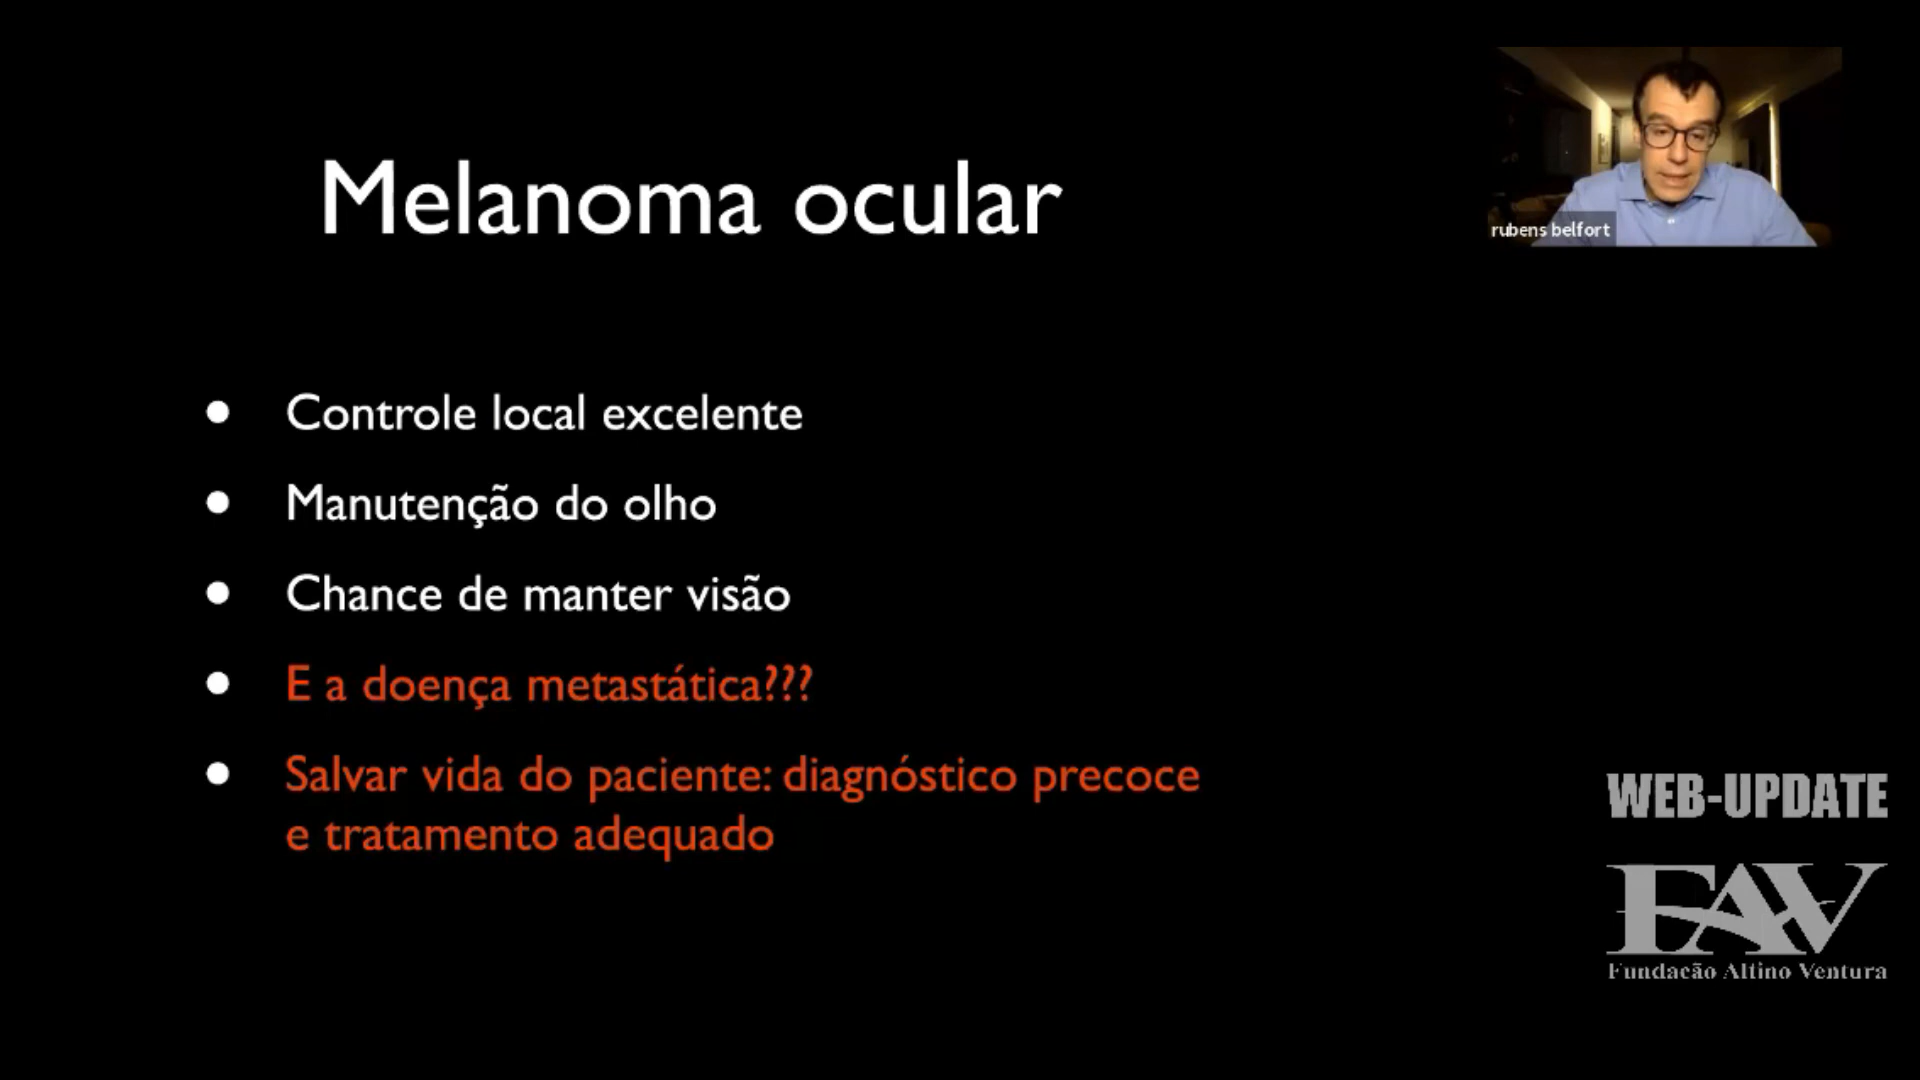 Melanoma ocular
rubens belfort
• Controle local excelente
• Manutenção do olho
• Chance de manter visão
• E a doença metastática???
• Salvar vida do paciente: diagnóstico precoce
e tratamento adequado
WEB-UPDATE
FAV
Fundação Altino Ventura